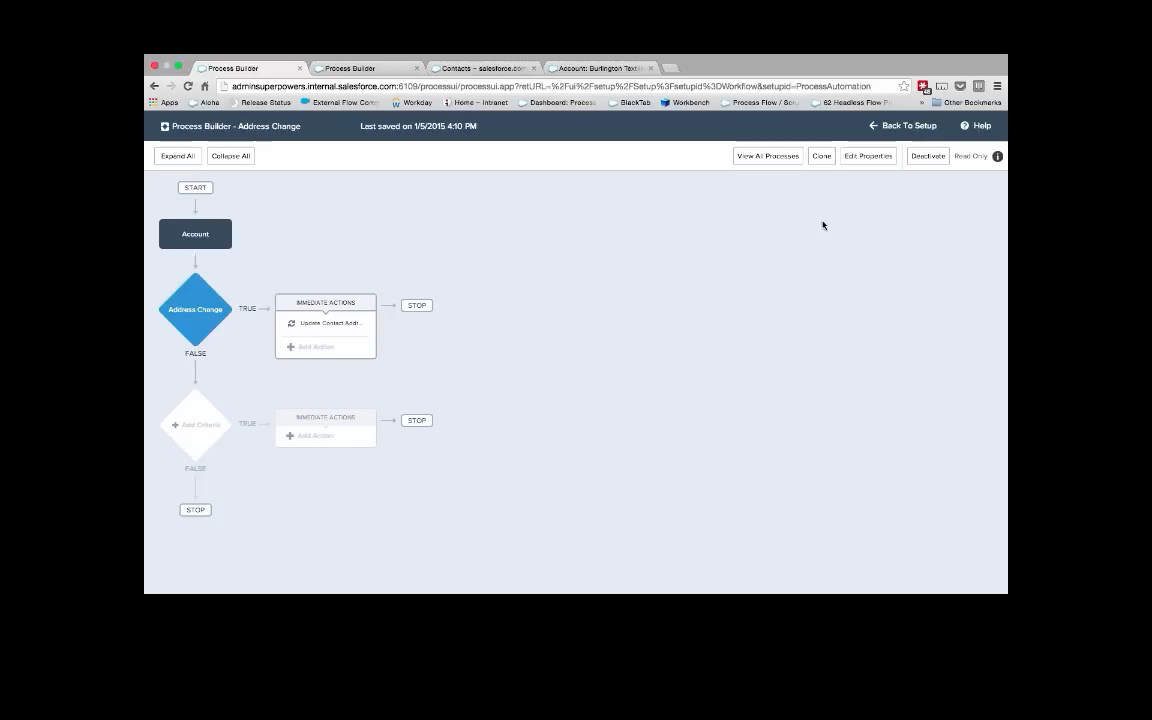 Process Builder
Process Builder
Contacts ~ salesforce.com
Account: Burlington Textil
adminsuperpowers.internal.salesforce.com:6109/processui/processui.app?retURL=%2Fui%2Fsetup%2FSetup%3Fsetupid%3DWorkflow&setupid=ProcessAutomation
Apps Aloha Release Status External Flow Com Workday Home – Intranet Dashboard: Process BlackTab Workbench Process Flow / Scru 62 Headless Flow Pl » Other Bookmarks
Process Builder - Address Change Last saved on 1/5/2015 4:10 PM Back To Setup Help
Expand All Collapse All View All Processes Clone Edit Properties Deactivate Read Only
START
Account
IMMEDIATE ACTIONS
Address Change TRUE STOP
Update Contact Addr...
Add Action
FALSE
IMMEDIATE ACTIONS
Add Criteria TRUE STOP
Add Action
FALSE
STOP